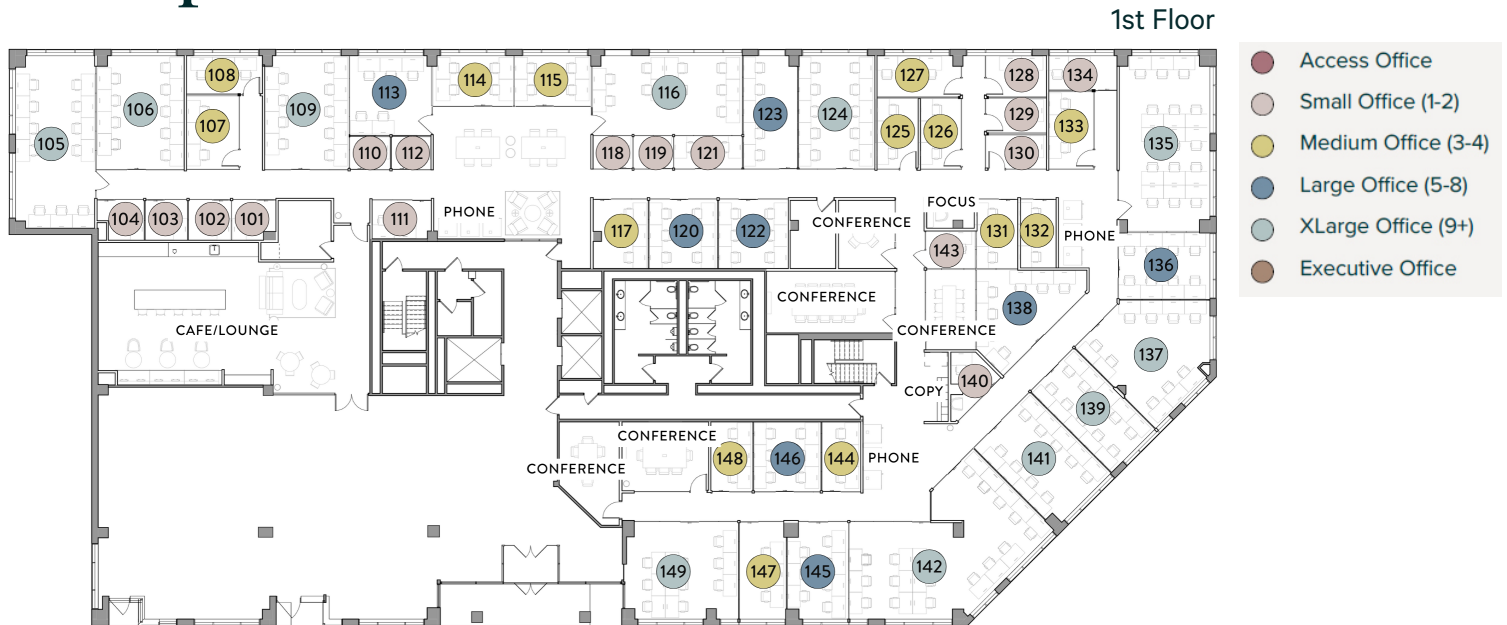 1st Floor
Access Office
Small Office (1-2)
Medium Office (3-4)
Large Office (5-8)
XLarge Office (9+)
Executive Office
105
106
108
107
109
113
110
112
114
115
116
118
119
121
123
124
127
125
126
128
129
130
134
133
135
104
103
102
101
111
PHONE
117
120
122
CONFERENCE
FOCUS
143
131
132
PHONE
136
CAFE/LOUNGE
CONFERENCE
CONFERENCE
138
137
COPY
140
139
141
CONFERENCE
CONFERENCE
148
146
144
PHONE
149
147
145
142